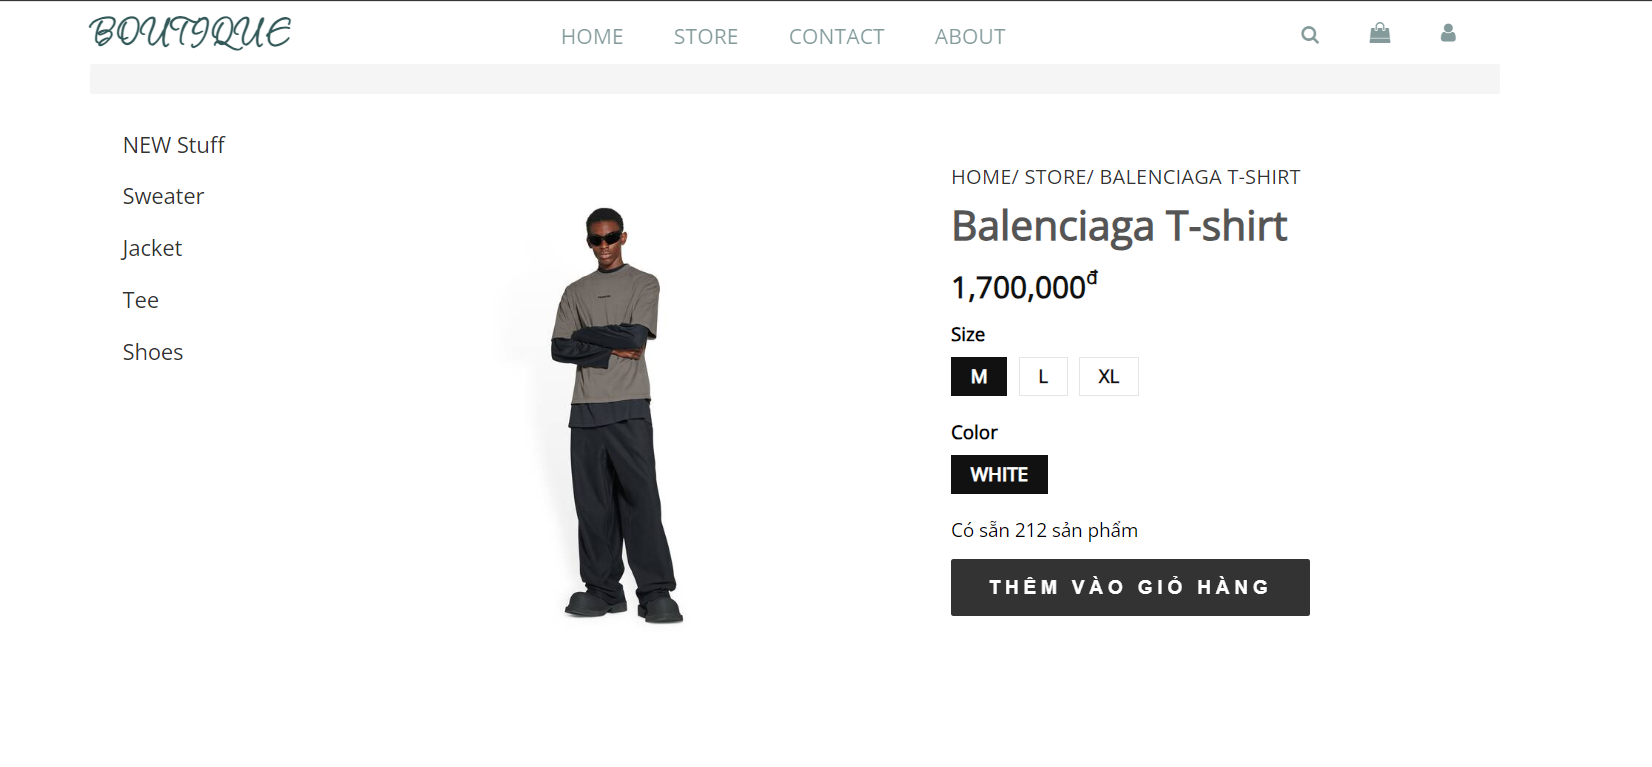 BOUTIQUE
HOME STORE CONTACT ABOUT
NEW Stuff
Sweater
Jacket
Tee
Shoes
HOME/ STORE/ BALENCIAGA T-SHIRT
Balenciaga T-shirt
1,700,000đ
Size
M L XL
Color
WHITE
Có sẵn 212 sản phẩm
THÊM VÀO GIỎ HÀNG